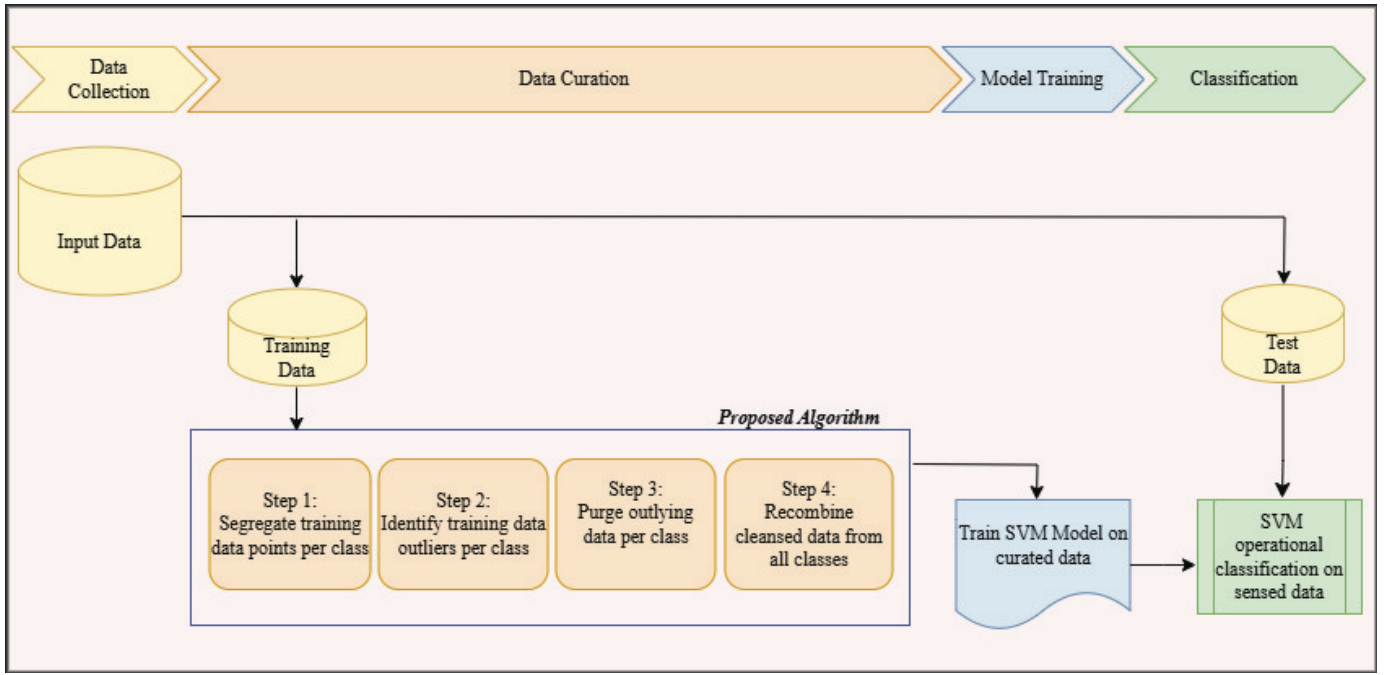 Data
Collection
Data Curation
Model Training
Classification
Input Data
Training
Data
Test
Data
Proposed Algorithm
Step 1:
Segregate training
data points per class
Step 2:
Identify training data
outliers per class
Step 3:
Purge outlying
data per class
Step 4:
Recombine
cleansed data from
all classes
Train SVM Model on
curated data
SVM
operational
classification on
sensed data